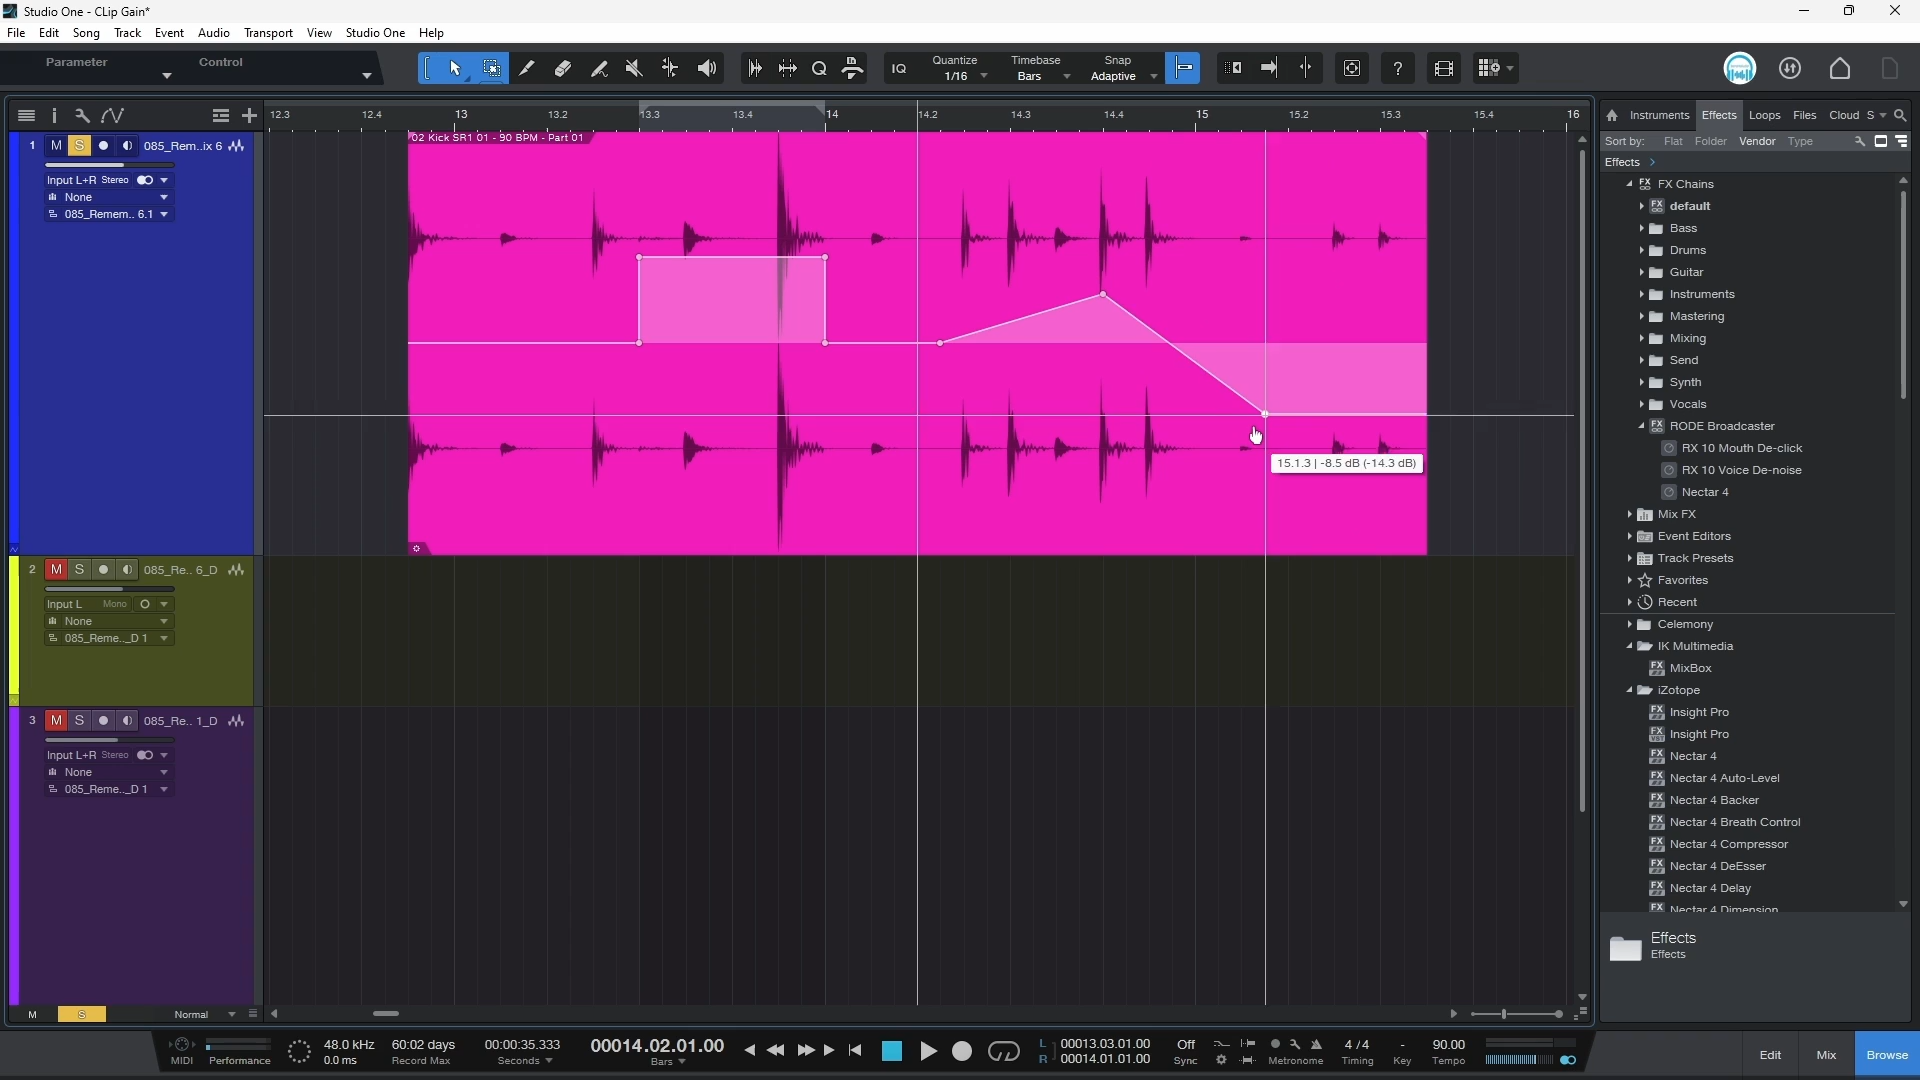 Studio One - CLip Gain*
File Edit Song Track Event Audio Transport View Studio One Help
Parameter Control
IQ Quantize 1/16 Timebase Bars Snap Adaptive ?
Instruments Effects Loops Files Cloud S
Sort by: Flat Folder Vendor Type
Effects
12.3 12.4 13 13.2 13.3 13.4 14 14.2 14.3 14.4 15 15.2 15.3 15.4 16
1 M S 085_Rem..ix 6
Input L+R Stereo
None
085_Remem.. 6.1
02 Kick SR1 01 - 90 BPM - Part 01
15.1.3 | -8.5 dB (-14.3 dB)
2 M S 085_Re.. 6_D
Input L Mono
None
085_Reme.._D 1
3 M S 085_Re.. 1_D
Input L+R Stereo
None
085_Reme.._D 1
FX Chains
default
Bass
Drums
Guitar
Instruments
Mastering
Mixing
Send
Synth
Vocals
RODE Broadcaster
RX 10 Mouth De-click
RX 10 Voice De-noise
Nectar 4
Mix FX
Event Editors
Track Presets
Favorites
Recent
Celemony
IK Multimedia
MixBox
iZotope
Insight Pro
Insight Pro
Nectar 4
Nectar 4 Auto-Level
Nectar 4 Backer
Nectar 4 Breath Control
Nectar 4 Compressor
Nectar 4 DeEsser
Nectar 4 Delay
Nectar 4 Dimension
Effects
Effects
M S Normal
MIDI Performance
48.0 kHz
0.0 ms
60:02 days
Record Max
00:00:35.333
Seconds
00014.02.01.00
Bars
L 00013.03.01.00
R 00014.01.01.00
Off
Sync
Metronome
4 / 4
Timing
-
Key
90.00
Tempo
Edit Mix Browse